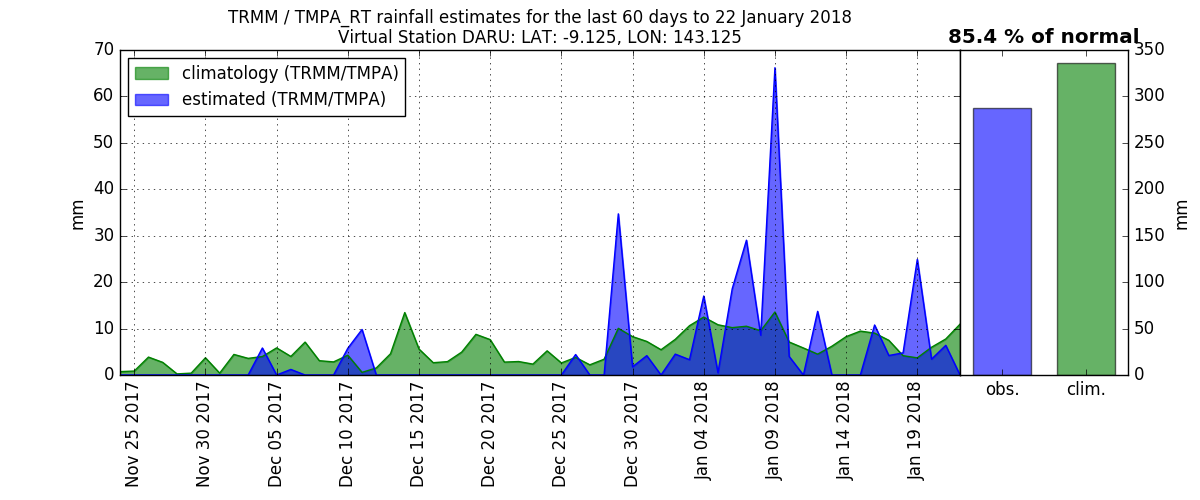 TRMM / TMPA_RT rainfall estimates for the last 60 days to 22 January 2018
Virtual Station DARU: LAT: -9.125, LON: 143.125
85.4 % of normal
climatology (TRMM/TMPA)
estimated (TRMM/TMPA)
70
60
50
40
30
20
10
0
mm
Nov 25 2017
Nov 30 2017
Dec 05 2017
Dec 10 2017
Dec 15 2017
Dec 20 2017
Dec 25 2017
Dec 30 2017
Jan 04 2018
Jan 09 2018
Jan 14 2018
Jan 19 2018
obs.
clim.
350
300
250
200
150
100
50
0
mm